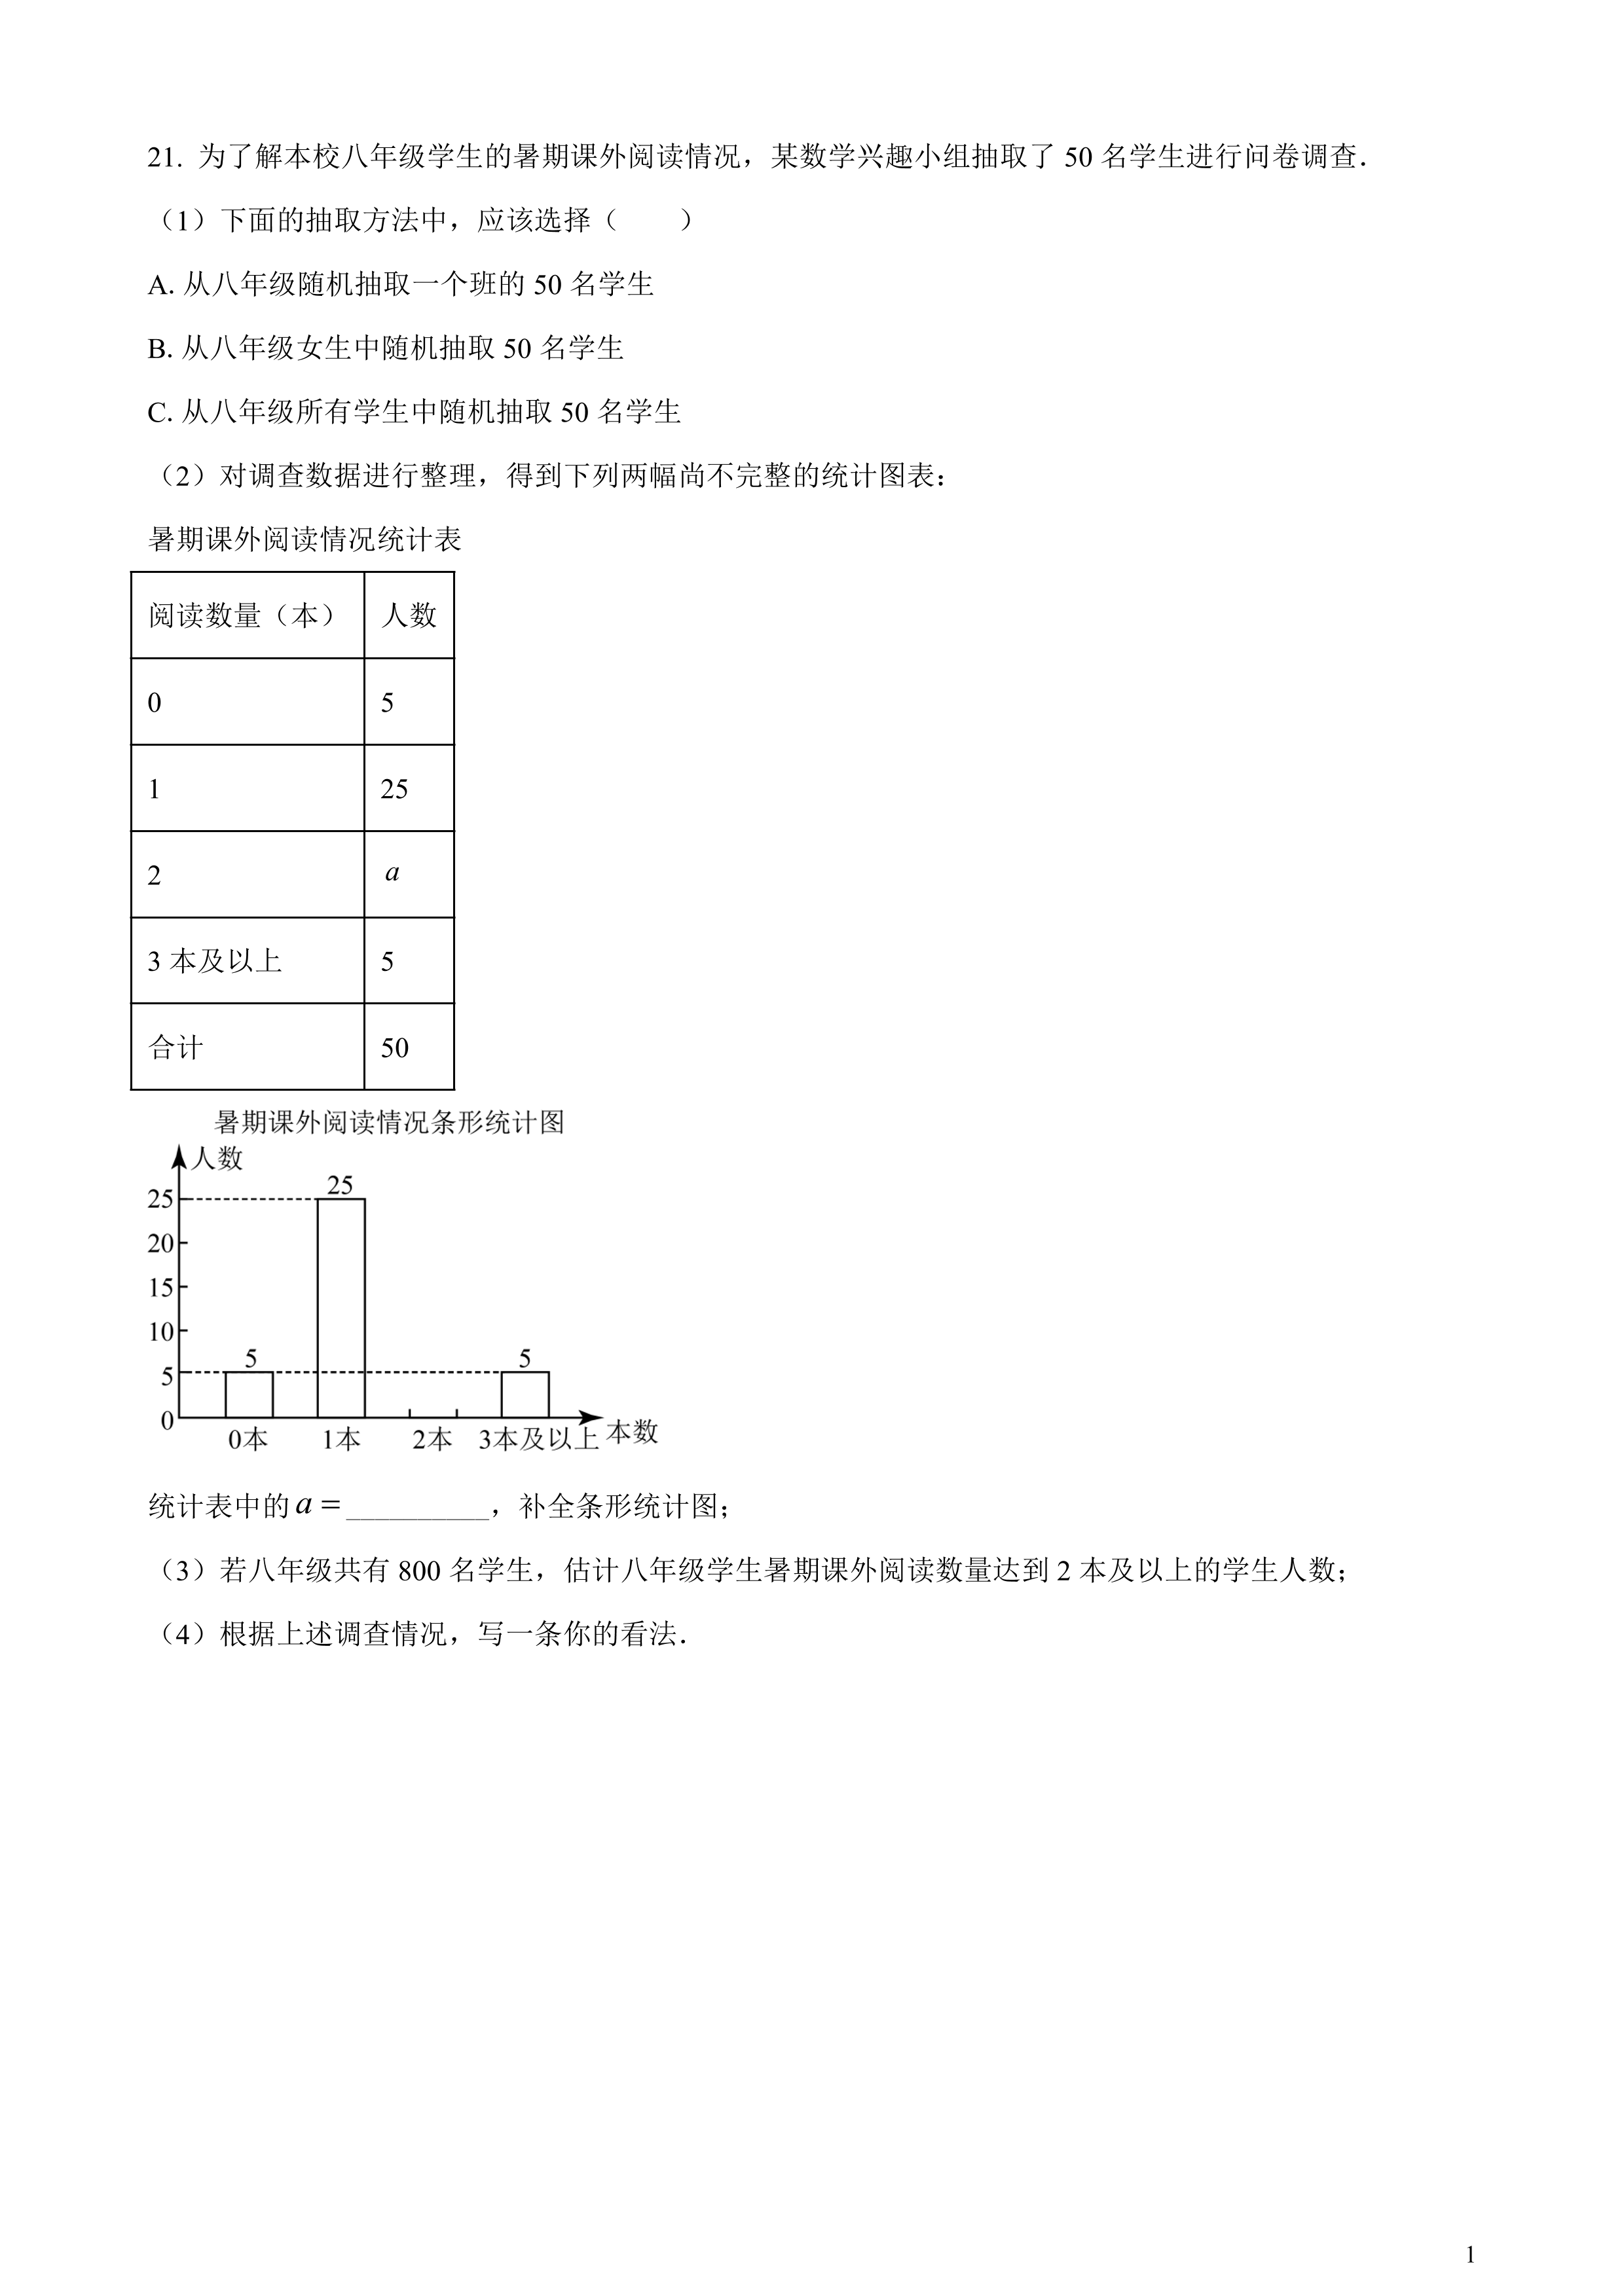 21. 为了解本校八年级学生的暑期课外阅读情况，某数学兴趣小组抽取了 50 名学生进行问卷调查．
（1）下面的抽取方法中，应该选择（　　）
A. 从八年级随机抽取一个班的 50 名学生
B. 从八年级女生中随机抽取 50 名学生
C. 从八年级所有学生中随机抽取 50 名学生
（2）对调查数据进行整理，得到下列两幅尚不完整的统计图表：
暑期课外阅读情况统计表
阅读数量（本） 人数
0 5
1 25
2 a
3 本及以上 5
合计 50
暑期课外阅读情况条形统计图
人数
25
25
20
15
10
5
5
5
0
0本 1本 2本 3本及以上 本数
统计表中的 a = __________，补全条形统计图；
（3）若八年级共有 800 名学生，估计八年级学生暑期课外阅读数量达到 2 本及以上的学生人数；
（4）根据上述调查情况，写一条你的看法．
1